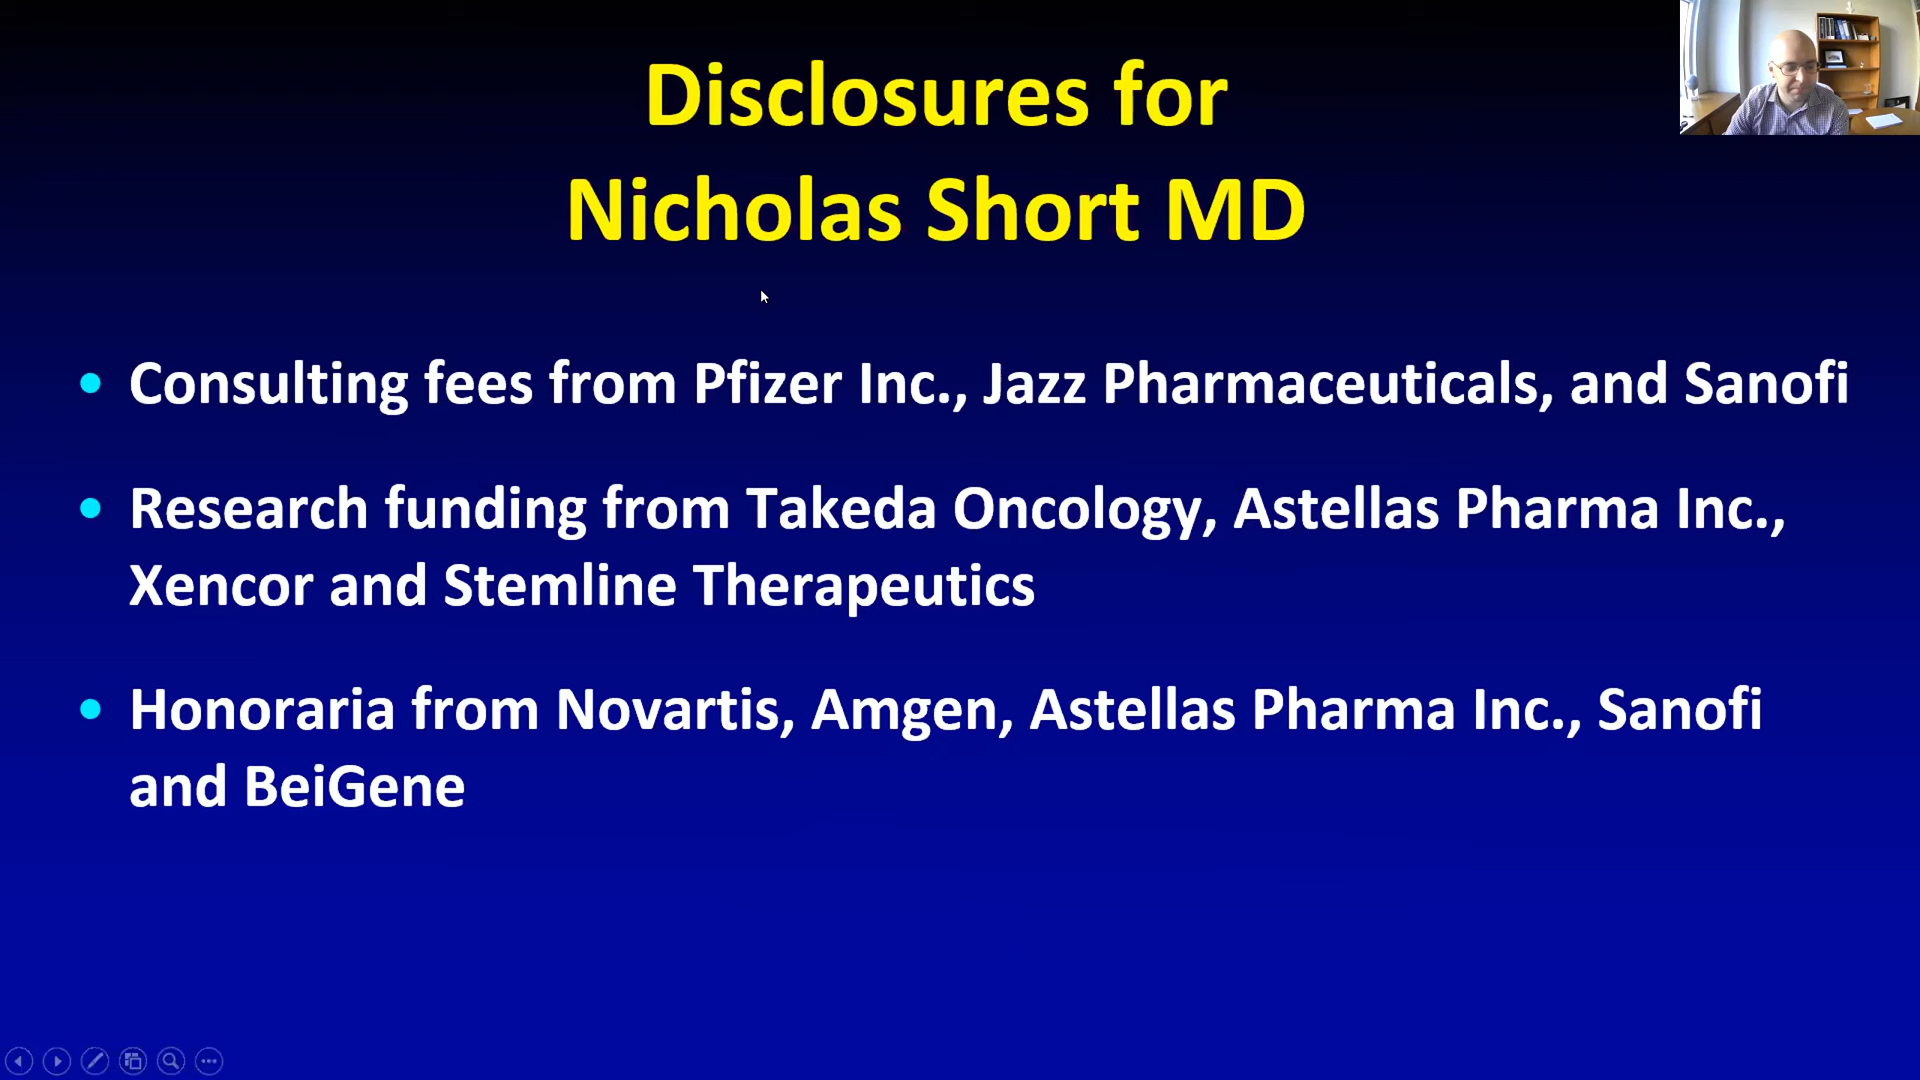 Disclosures for
Nicholas Short MD
• Consulting fees from Pfizer Inc., Jazz Pharmaceuticals, and Sanofi
• Research funding from Takeda Oncology, Astellas Pharma Inc.,
Xencor and Stemline Therapeutics
• Honoraria from Novartis, Amgen, Astellas Pharma Inc., Sanofi
and BeiGene